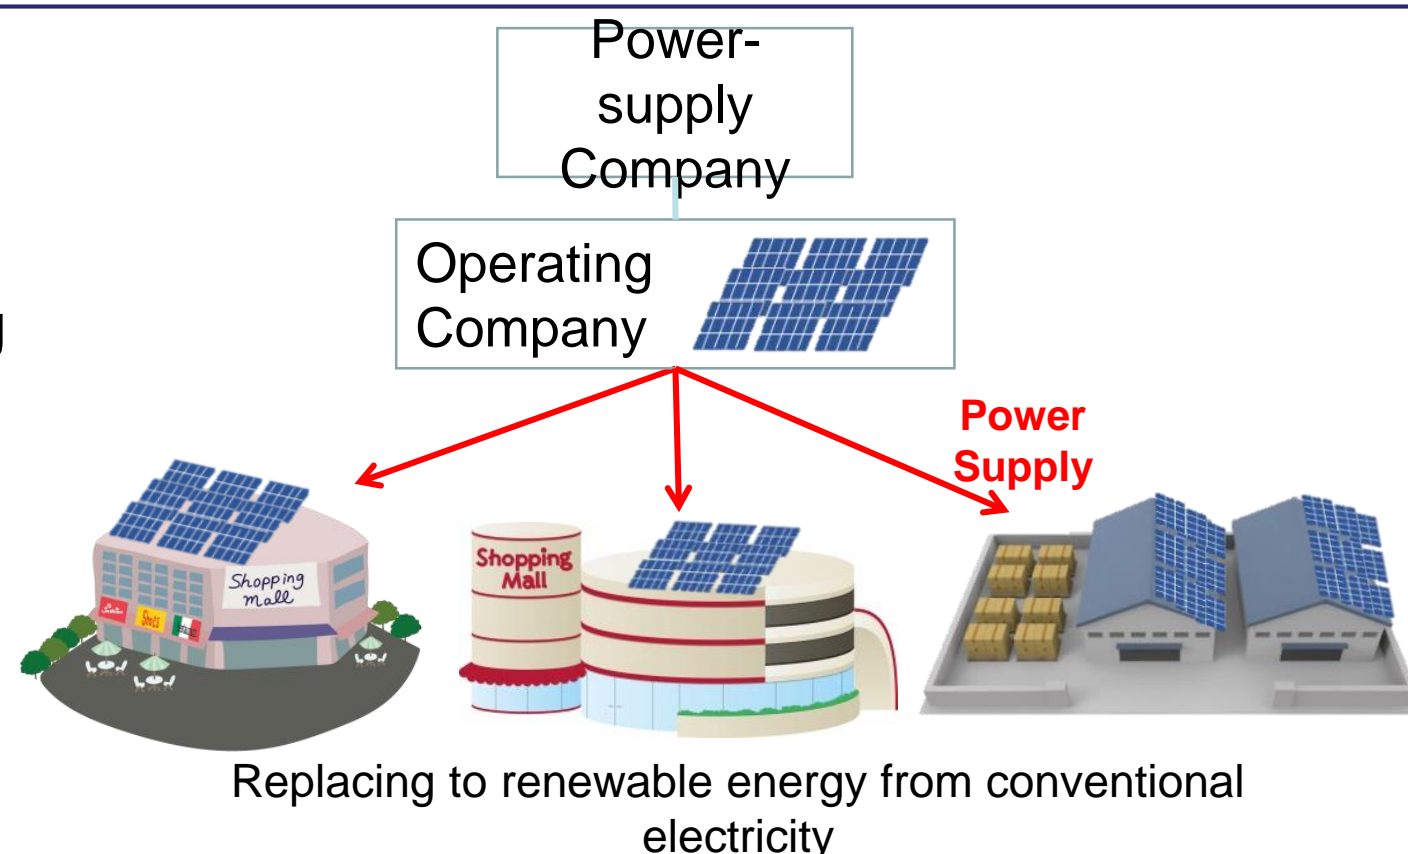 Power-
supply
Company
Operating
Company
g
Power
Supply
Shopping
mall
Shoes
Shopping
Mall
Replacing to renewable energy from conventional
electricity